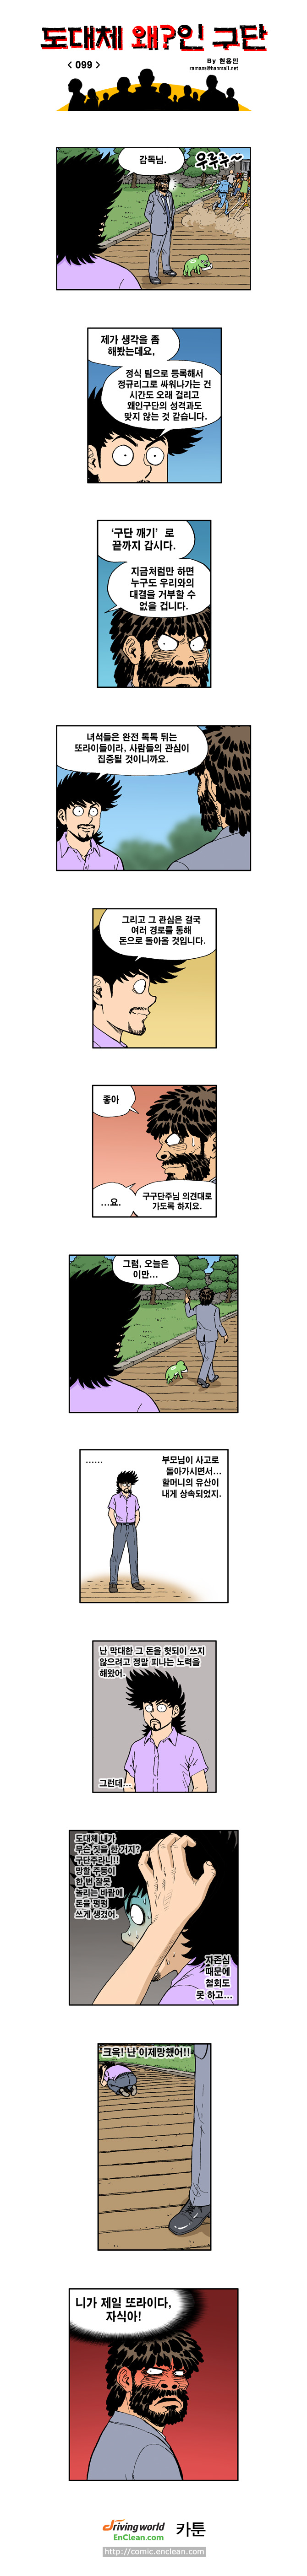 도대체 왜?인 구단
< 099 >
By 현용민
ramans@hanmail.net
감독님.
우르르~
제가 생각을 좀
해봤는데요,
정식 팀으로 등록해서
정규리그로 싸워나가는 건
시간도 오래 걸리고
왜인구단의 성격과도
맞지 않는 것 같습니다.
'구단 깨기' 로
끝까지 갑시다.
지금처럼만 하면
누구도 우리와의
대결을 거부할 수
없을 겁니다.
녀석들은 완전 톡톡 튀는
또라이들이라, 사람들의 관심이
집중될 것이니까요.
그리고 그 관심은 결국
여러 경로를 통해
돈으로 돌아올 것입니다.
좋아
...요.
구구단주님 의견대로
가도록 하지요.
그럼, 오늘은
이만...
......
부모님이 사고로
돌아가시면서...
할머니의 유산이
내게 상속되었지.
난 막대한 그 돈을 헛되이 쓰지
않으려고 정말 피나는 노력을
해왔어.
그런데...
도대체 내가
무슨 짓을 한 거지?
구단주라니!!
망할 주둥이
한 번 잘못
놀리는 바람에
돈을 펑펑
쓰게 생겼어.
자존심
때문에
철회도
못 하고...
크윽! 난 이제망했어!!
니가 제일 또라이다,
자식아!
driving world
EnClean.com
카툰
http://comic.enclean.com